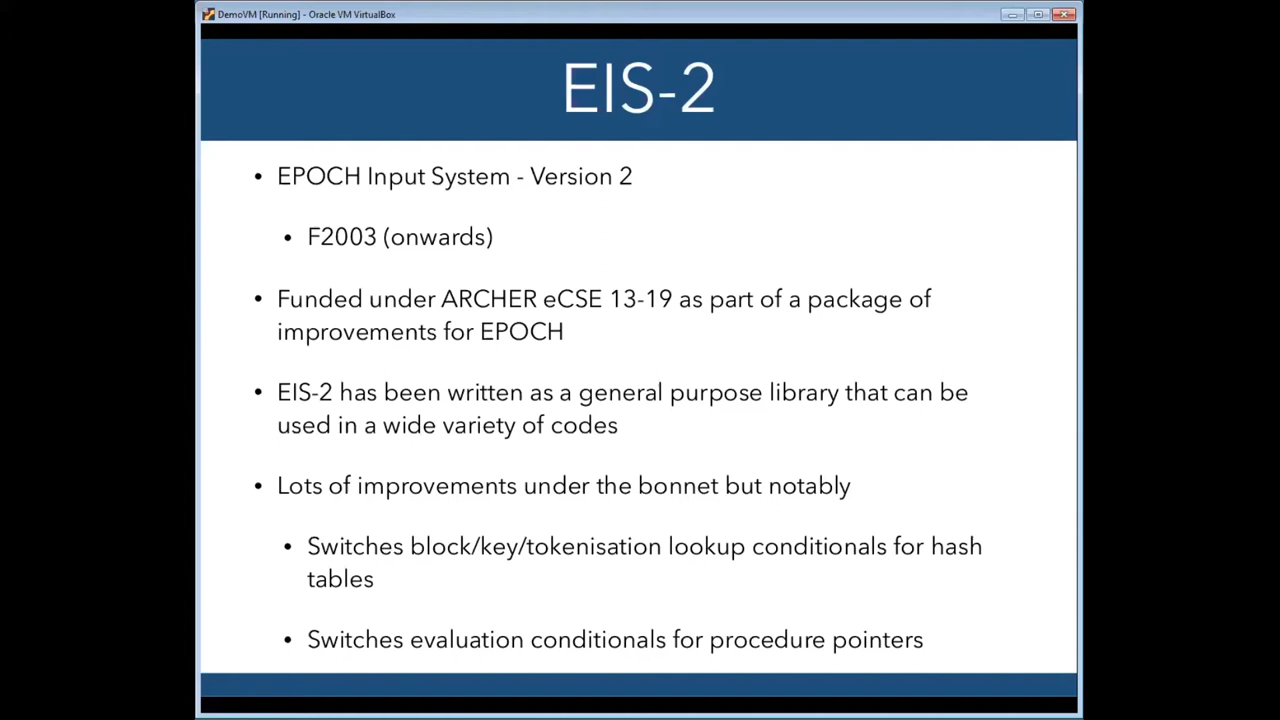 DemoVM [Running] - Oracle VM VirtualBox
EIS-2
• EPOCH Input System - Version 2
• F2003 (onwards)
• Funded under ARCHER eCSE 13-19 as part of a package of
improvements for EPOCH
• EIS-2 has been written as a general purpose library that can be
used in a wide variety of codes
• Lots of improvements under the bonnet but notably
• Switches block/key/tokenisation lookup conditionals for hash
tables
• Switches evaluation conditionals for procedure pointers